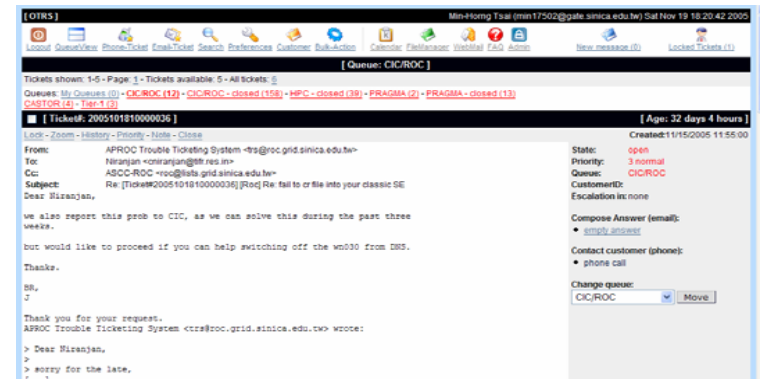 [ OTRS ] Min-Horng Tsai (min17502@gate.sinica.edu.tw) Sat Nov 19 18:20:42 2005
Logout QueueView Phone-Ticket Email-Ticket Search Preferences Customer Bulk-Action Calendar FileManager WebMail FAQ Admin New message (0) Locked Tickets (1)
[ Queue: CIC/ROC ]
Tickets shown: 1-5 - Page: 1 - Tickets available: 5 - All tickets: 6
Queues: My Queues (0) - CIC/ROC (12) - CIC/ROC - closed (158) - HPC - closed (39) - PRAGMA (2) - PRAGMA - closed (13)
CASTOR (4) - Tier-1 (3)
[ Ticket#: 2005101810000036 ] [ Age: 32 days 4 hours ]
Lock - Zoom - History - Priority - Note - Close Created:11/15/2005 11:55:00
From: APROC Trouble Ticketing System <trs@roc.grid.sinica.edu.tw>
To: Niranjan <cniranjan@tifr.res.in>
Cc: ASCC-ROC <roc@lists.grid.sinica.edu.tw>
Subject: Re: [Ticket#2005101810000036] [Roc] Re: fail to cr file into your classic SE
Dear Niranjan,
we also report this prob to CIC, as we can solve this during the past three
weeks.
but would like to proceed if you can help switching off the wn030 from DNS.
Thanks.
BR,
J
Thank you for your request.
APROC Trouble Ticketing System <trs@roc.grid.sinica.edu.tw> wrote:
> Dear Niranjan,
>
> sorry for the late,
State: open
Priority: 3 normal
Queue: CIC/ROC
CustomerID:
Escalation in: none
Compose Answer (email):
empty answer
Contact customer (phone):
phone call
Change queue:
CIC/ROC Move